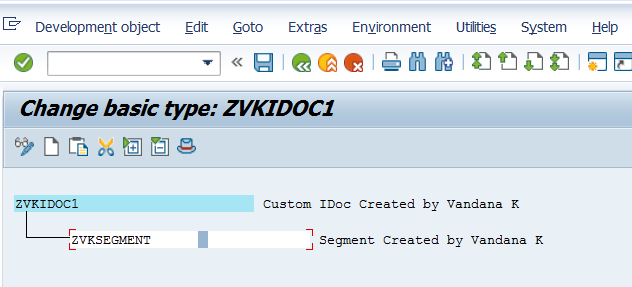 Development object Edit Goto Extras Environment Utilities System Help
Change basic type: ZVKIDOC1
ZVKIDOC1 Custom IDoc Created by Vandana K
ZVKSEGMENT Segment Created by Vandana K